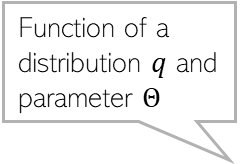 Function of a
distribution q and
parameter Θ